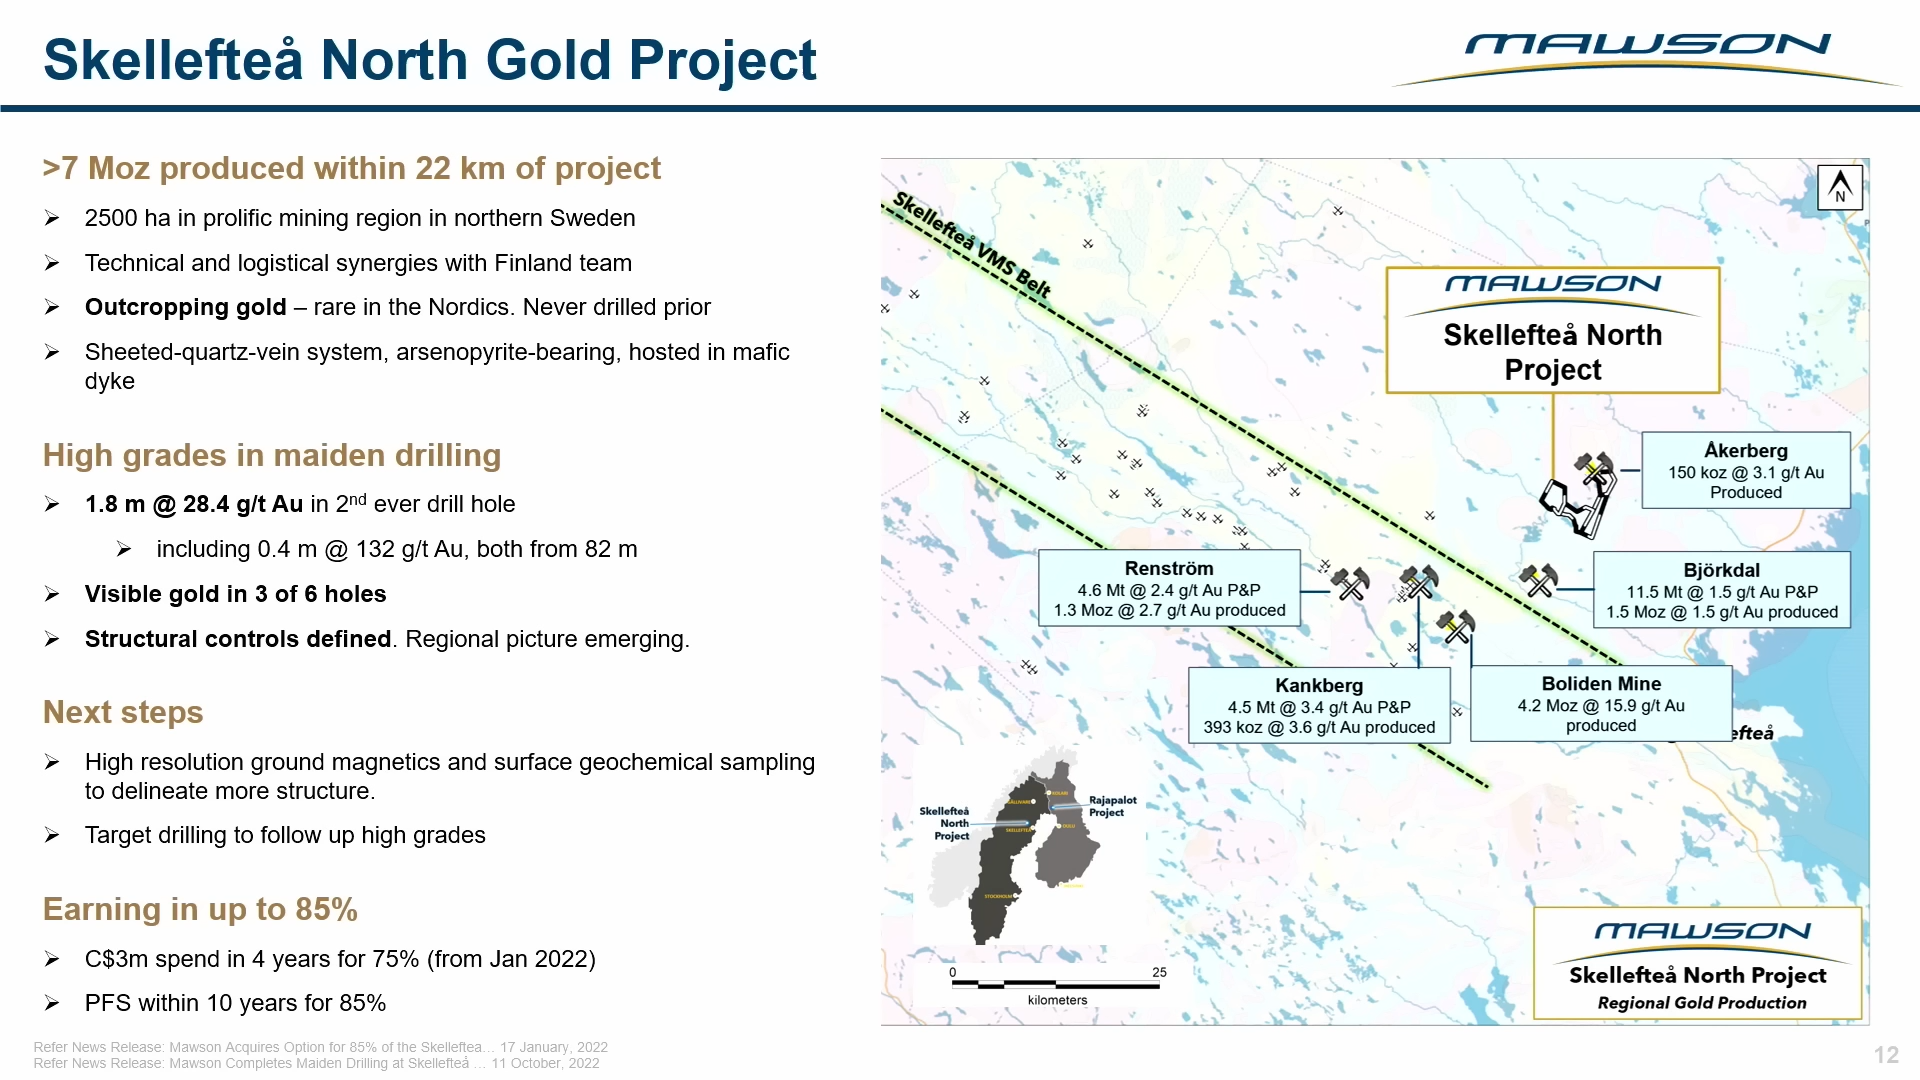 Skellefteå North Gold Project
MAWSON
>7 Moz produced within 22 km of project
➢ 2500 ha in prolific mining region in northern Sweden
➢ Technical and logistical synergies with Finland team
➢ Outcropping gold – rare in the Nordics. Never drilled prior
➢ Sheeted-quartz-vein system, arsenopyrite-bearing, hosted in mafic
dyke
High grades in maiden drilling
➢ 1.8 m @ 28.4 g/t Au in 2nd ever drill hole
➢ including 0.4 m @ 132 g/t Au, both from 82 m
➢ Visible gold in 3 of 6 holes
➢ Structural controls defined. Regional picture emerging.
Next steps
➢ High resolution ground magnetics and surface geochemical sampling
to delineate more structure.
➢ Target drilling to follow up high grades
Earning in up to 85%
➢ C$3m spend in 4 years for 75% (from Jan 2022)
➢ PFS within 10 years for 85%
Refer News Release: Mawson Acquires Option for 85% of the Skelleftea… 17 January, 2022
Refer News Release: Mawson Completes Maiden Drilling at Skellefteå … 11 October, 2022
Skellefteå VMS Belt
N
MAWSON
Skellefteå North
Project
Åkerberg
150 koz @ 3.1 g/t Au
Produced
Renström
4.6 Mt @ 2.4 g/t Au P&P
1.3 Moz @ 2.7 g/t Au produced
Björkdal
11.5 Mt @ 1.5 g/t Au P&P
1.5 Moz @ 1.5 g/t Au produced
Kankberg
4.5 Mt @ 3.4 g/t Au P&P
393 koz @ 3.6 g/t Au produced
Boliden Mine
4.2 Moz @ 15.9 g/t Au
produced
efteå
Skellefteå
North
Project
Rajapalot
Project
KOLARI
GÄLLIVARE
SKELLEFTEÅ
OULU
STOCKHOLM
0 25
kilometers
MAWSON
Skellefteå North Project
Regional Gold Production
12